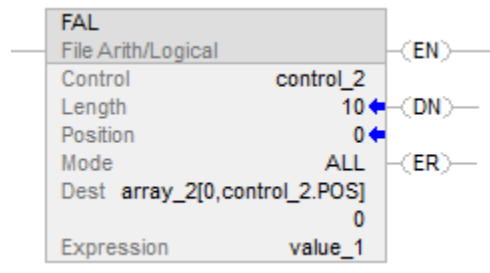 FAL
File Arith/Logical
EN
Control control_2
Length 10
DN
Position 0
Mode ALL
ER
Dest array_2[0,control_2.POS]
0
Expression value_1